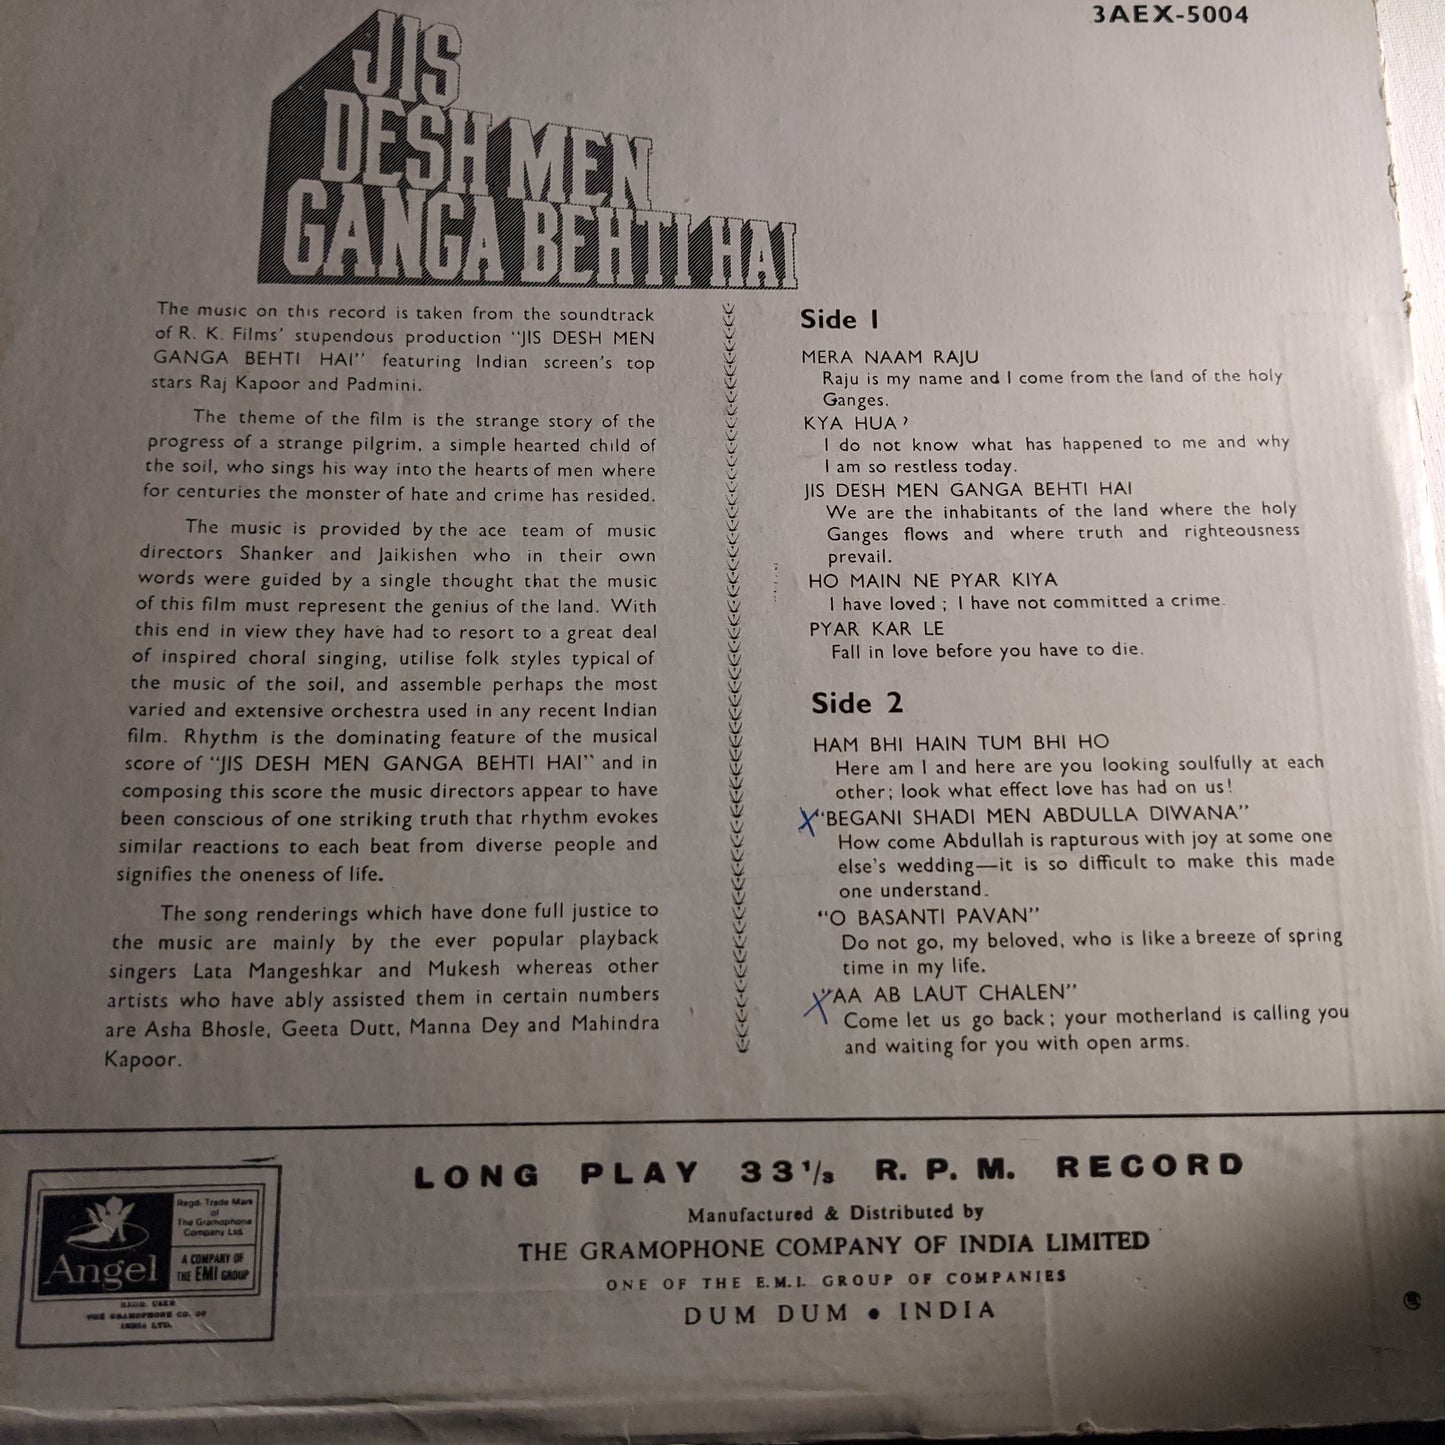 3AEX-5004
JIS
DESH MEN
GANGA BEHTI HAI
The music on this record is taken from the soundtrack
of R. K. Films' stupendous production "JIS DESH MEN
GANGA BEHTI HAI" featuring Indian screen's top
stars Raj Kapoor and Padmini.
The theme of the film is the strange story of the
progress of a strange pilgrim, a simple hearted child of
the soil, who sings his way into the hearts of men where
for centuries the monster of hate and crime has resided.
The music is provided by the ace team of music
directors Shanker and Jaikishen who in their own
words were guided by a single thought that the music
of this film must represent the genius of the land. With
this end in view they have had to resort to a great deal
of inspired choral singing, utilise folk styles typical of
the music of the soil, and assemble perhaps the most
varied and extensive orchestra used in any recent Indian
film. Rhythm is the dominating feature of the musical
score of "JIS DESH MEN GANGA BEHTI HAI" and in
composing this score the music directors appear to have
been conscious of one striking truth that rhythm evokes
similar reactions to each beat from diverse people and
signifies the oneness of life.
The song renderings which have done full justice to
the music are mainly by the ever popular playback
singers Lata Mangeshkar and Mukesh whereas other
artists who have ably assisted them in certain numbers
are Asha Bhosle, Geeta Dutt, Manna Dey and Mahindra
Kapoor.
Side 1
MERA NAAM RAJU
Raju is my name and I come from the land of the holy
Ganges.
KYA HUA?
I do not know what has happened to me and why
I am so restless today.
JIS DESH MEN GANGA BEHTI HAI
We are the inhabitants of the land where the holy
Ganges flows and where truth and righteousness
prevail.
HO MAIN NE PYAR KIYA
I have loved; I have not committed a crime.
PYAR KAR LE
Fall in love before you have to die.
Side 2
HAM BHI HAIN TUM BHI HO
Here am I and here are you looking soulfully at each
other; look what effect love has had on us!
X "BEGANI SHADI MEN ABDULLA DIWANA"
How come Abdullah is rapturous with joy at some one
else's wedding—it is so difficult to make this made
one understand.
"O BASANTI PAVAN"
Do not go, my beloved, who is like a breeze of spring
time in my life.
X "AA AB LAUT CHALEN"
Come let us go back; your motherland is calling you
and waiting for you with open arms.
Angel
Regd. Trade Mark
of
The Gramophone
Company Ltd.
A COMPANY OF
THE EMI GROUP
REGD. USER
THE GRAMOPHONE CO. OF
INDIA LTD.
LONG PLAY 33 1/3 R. P. M. RECORD
Manufactured & Distributed by
THE GRAMOPHONE COMPANY OF INDIA LIMITED
ONE OF THE E.M.I. GROUP OF COMPANIES
DUM DUM • INDIA